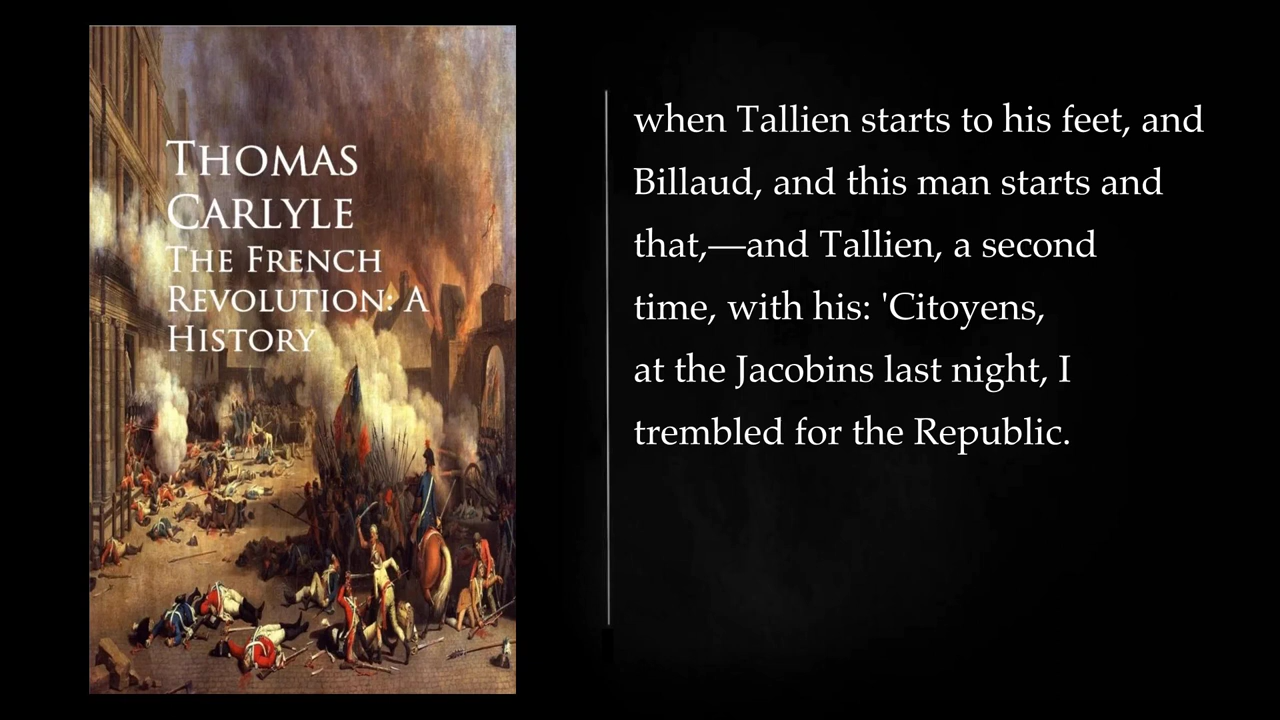 THOMAS
CARLYLE
THE FRENCH
REVOLUTION: A
HISTORY
when Tallien starts to his feet, and
Billaud, and this man starts and
that,—and Tallien, a second
time, with his: 'Citoyens,
at the Jacobins last night, I
trembled for the Republic.